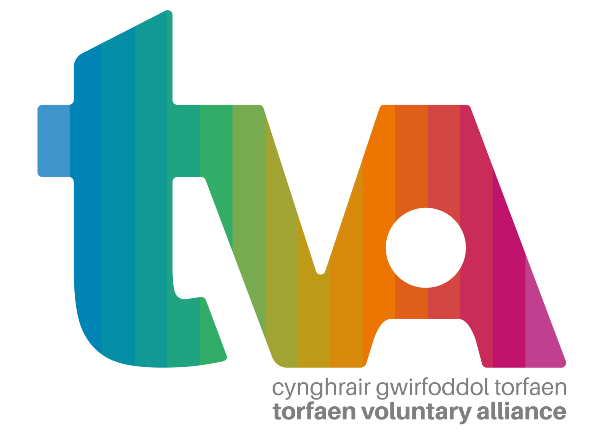 tvA
cynghrair gwirfoddol torfaen
torfaen voluntary alliance